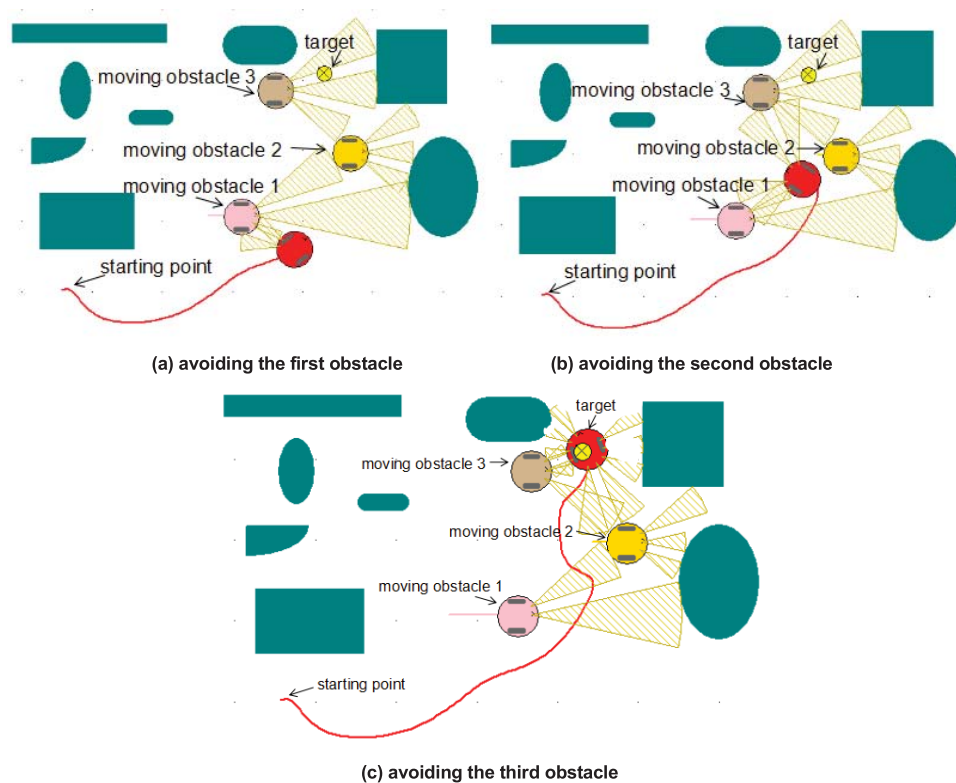 target
moving obstacle 3
moving obstacle 2
moving obstacle 1
starting point
(a) avoiding the first obstacle
target
moving obstacle 3
moving obstacle 2
moving obstacle 1
starting point
(b) avoiding the second obstacle
target
moving obstacle 3
moving obstacle 2
moving obstacle 1
starting point
(c) avoiding the third obstacle